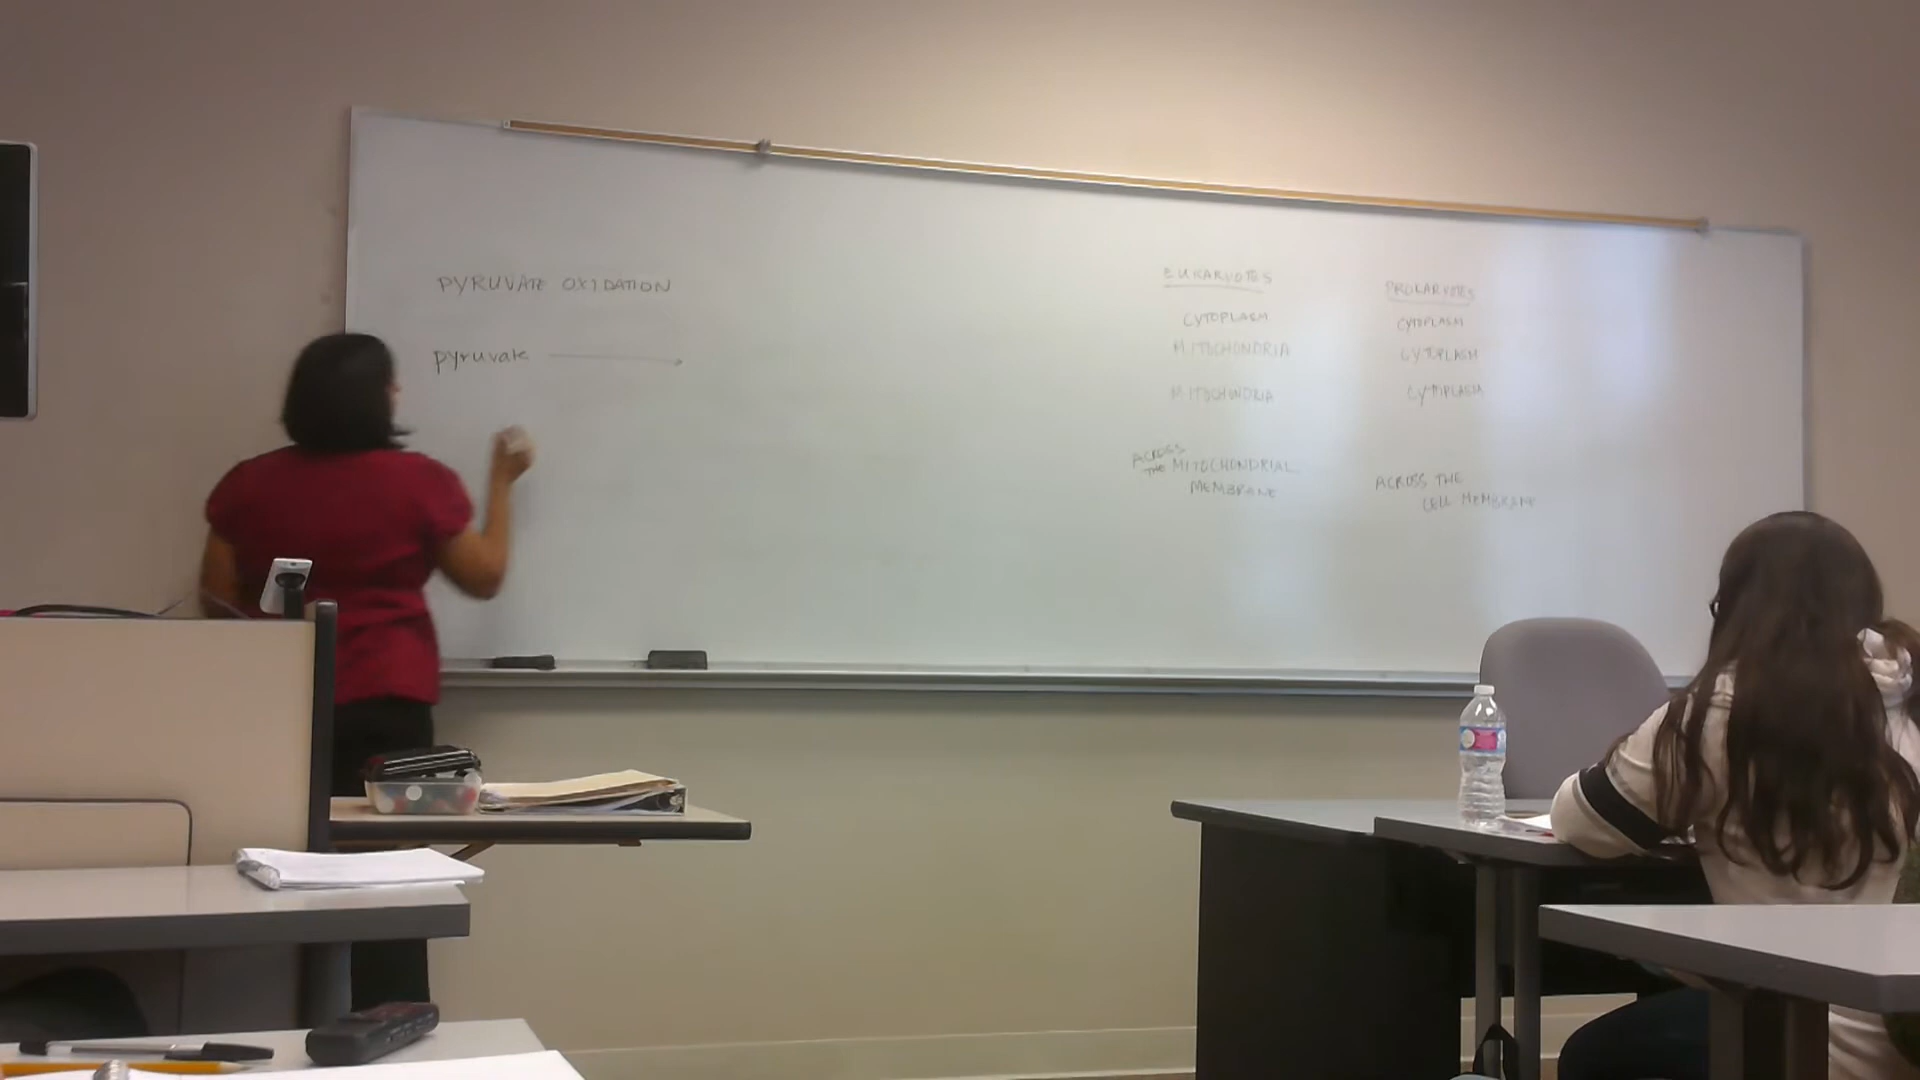 PYRUVATE OXIDATION
pyruvate
EUKARYOTES
CYTOPLASM
MITOCHONDRIA
MITOCHONDRIA
ACROSS
THE MITOCHONDRIAL
MEMBRANE
PROKARYOTES
CYTOPLASM
CYTOPLASM
CYTOPLASM
ACROSS THE
CELL MEMBRANE